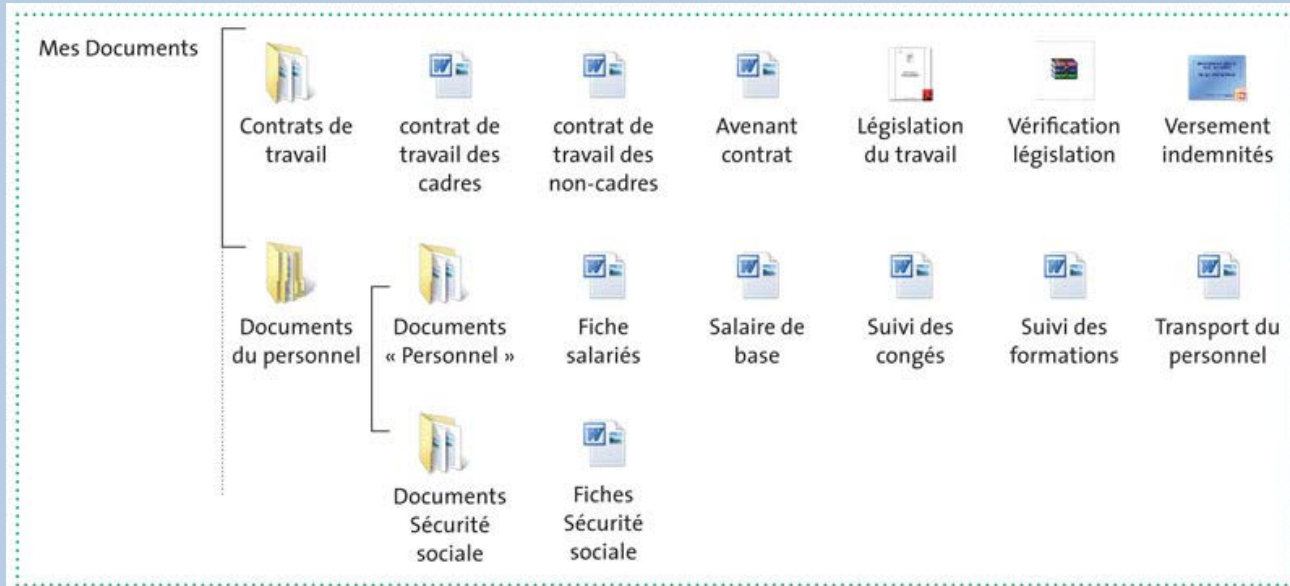 Mes Documents
Contrats de
travail
contrat de
travail des
cadres
contrat de
travail des
non-cadres
Avenant
contrat
Législation
du travail
Vérification
législation
Versement
indemnités
Documents
du personnel
Documents
« Personnel »
Fiche
salariés
Salaire de
base
Suivi des
congés
Suivi des
formations
Transport du
personnel
Documents
Sécurité
sociale
Fiches
Sécurité
sociale